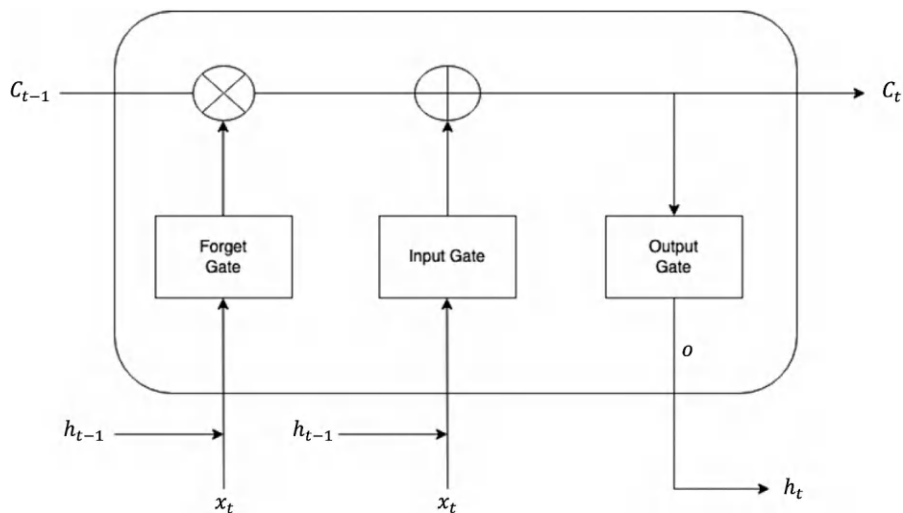 C_{t-1}
C_t
Forget
Gate
Input Gate
Output
Gate
o
h_{t-1}
h_{t-1}
x_t
x_t
h_t